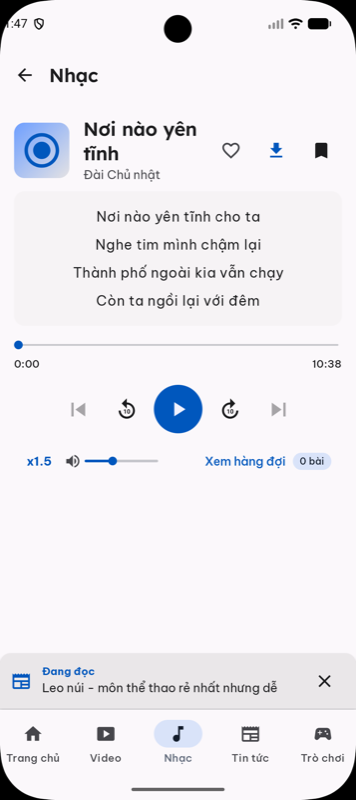 1:47
Nhạc
Nơi nào yên
tĩnh
Đài Chủ nhật
Nơi nào yên tĩnh cho ta
Nghe tim mình chậm lại
Thành phố ngoài kia vẫn chạy
Còn ta ngồi lại với đêm
0:00
10:38
10
10
x1.5
Xem hàng đợi
0 bài
Đang đọc
Leo núi - môn thể thao rẻ nhất nhưng dễ
Trang chủ
Video
Nhạc
Tin tức
Trò chơi